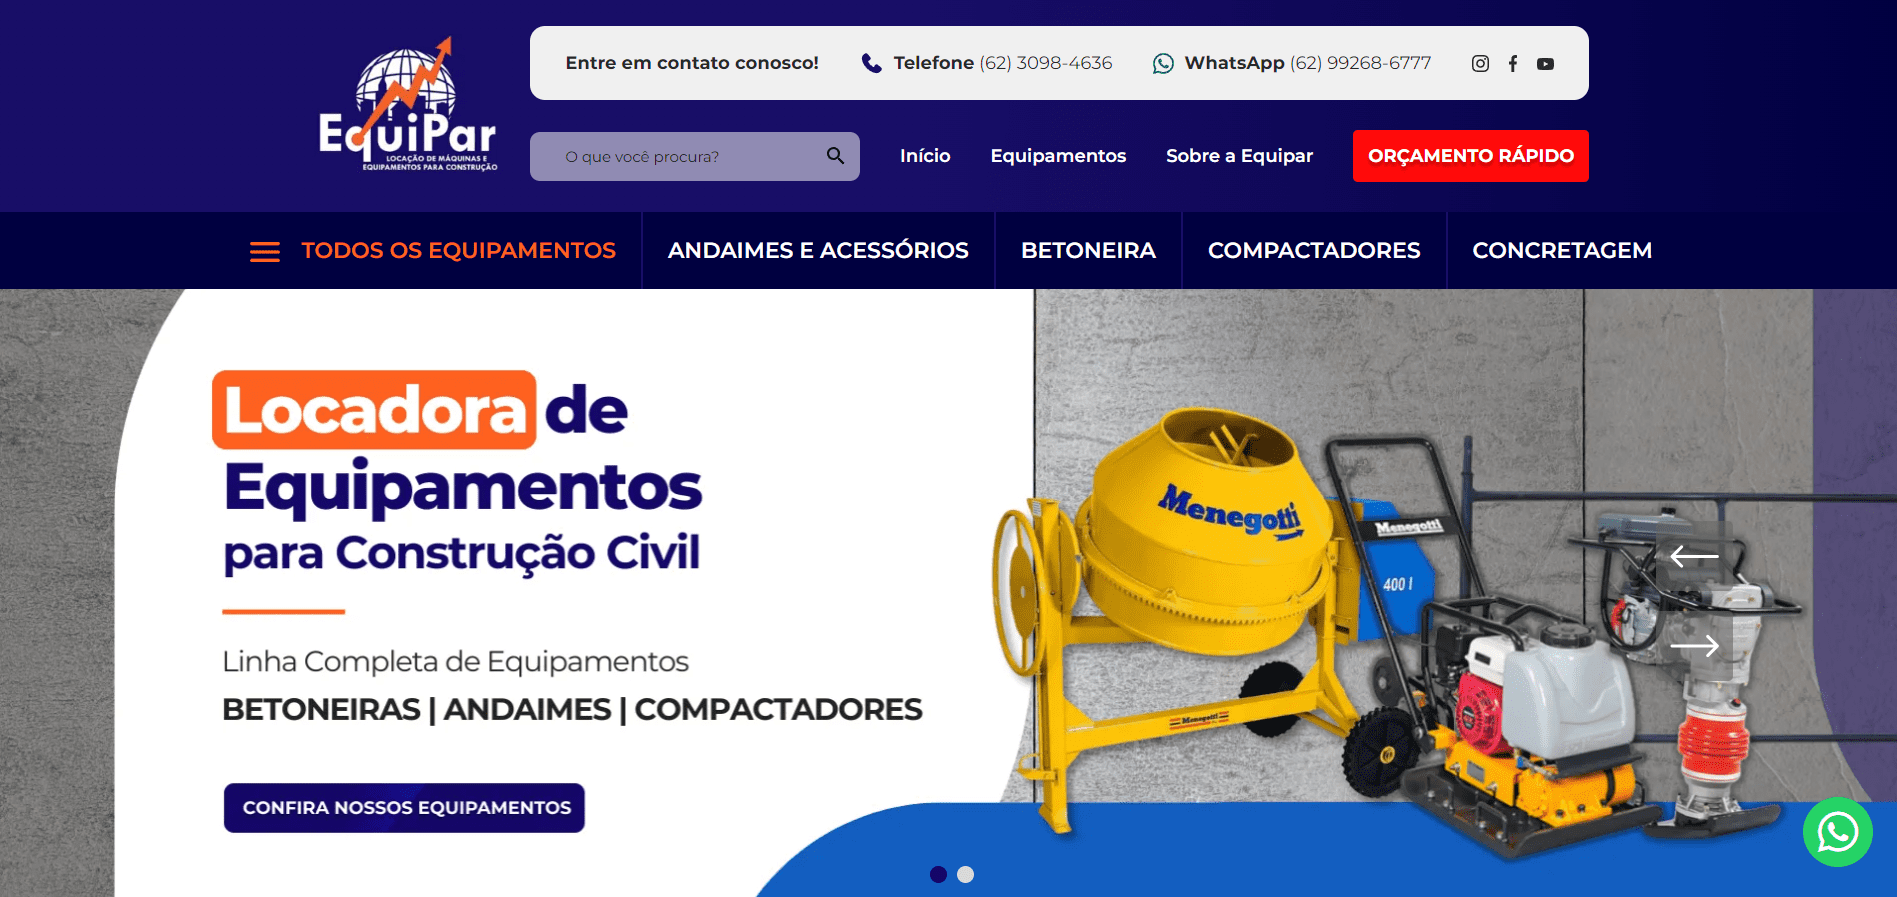 EquiPar
LOCAÇÃO DE MÁQUINAS E
EQUIPAMENTOS PARA CONSTRUÇÃO
Entre em contato conosco!
Telefone (62) 3098-4636
WhatsApp (62) 99268-6777
O que você procura?
Início
Equipamentos
Sobre a Equipar
ORÇAMENTO RÁPIDO
TODOS OS EQUIPAMENTOS
ANDAIMES E ACESSÓRIOS
BETONEIRA
COMPACTADORES
CONCRETAGEM
Locadora de
Equipamentos
para Construção Civil
Linha Completa de Equipamentos
BETONEIRAS | ANDAIMES | COMPACTADORES
CONFIRA NOSSOS EQUIPAMENTOS
Menegotti
Menegotti
400 l
Menegotti